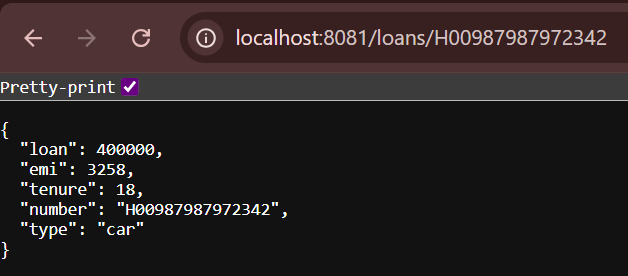 localhost:8081/loans/H00987987972342
Pretty-print
{
  "loan": 400000,
  "emi": 3258,
  "tenure": 18,
  "number": "H00987987972342",
  "type": "car"
}